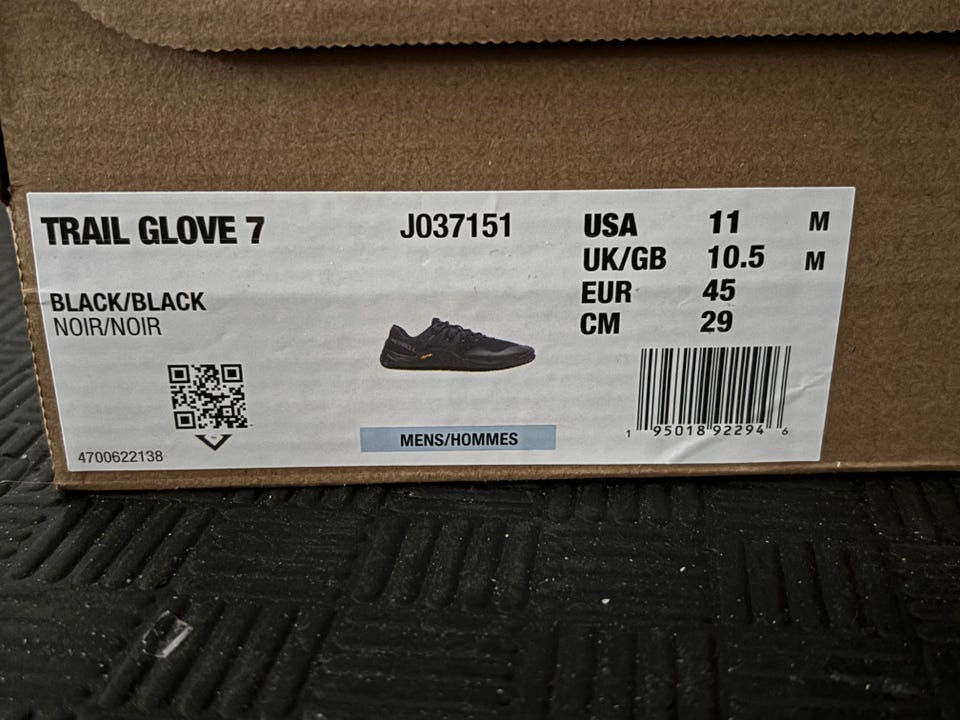 TRAIL GLOVE 7
J037151
USA 11 M
UK/GB 10.5 M
EUR 45
CM 29
BLACK/BLACK
NOIR/NOIR
MERRELL
MENS/HOMMES
4700622138
1 95018 92294 6